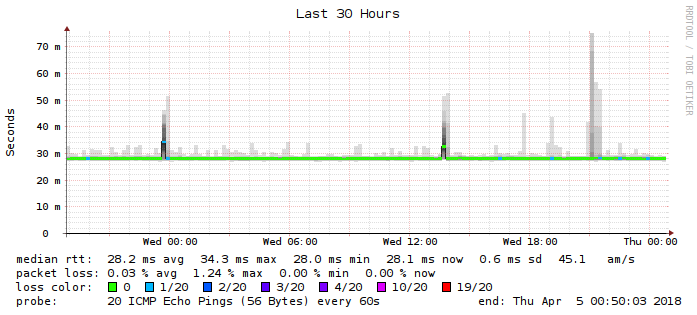 Last 30 Hours
RRDTOOL / TOBI OETIKER
Seconds
70 m
60 m
50 m
40 m
30 m
20 m
10 m
0
Wed 00:00 Wed 06:00 Wed 12:00 Wed 18:00 Thu 00:00
median rtt: 28.2 ms avg 34.3 ms max 28.0 ms min 28.1 ms now 0.6 ms sd 45.1 am/s
packet loss: 0.03 % avg 1.24 % max 0.00 % min 0.00 % now
loss color: 0 1/20 2/20 3/20 4/20 10/20 19/20
probe: 20 ICMP Echo Pings (56 Bytes) every 60s end: Thu Apr 5 00:50:03 2018